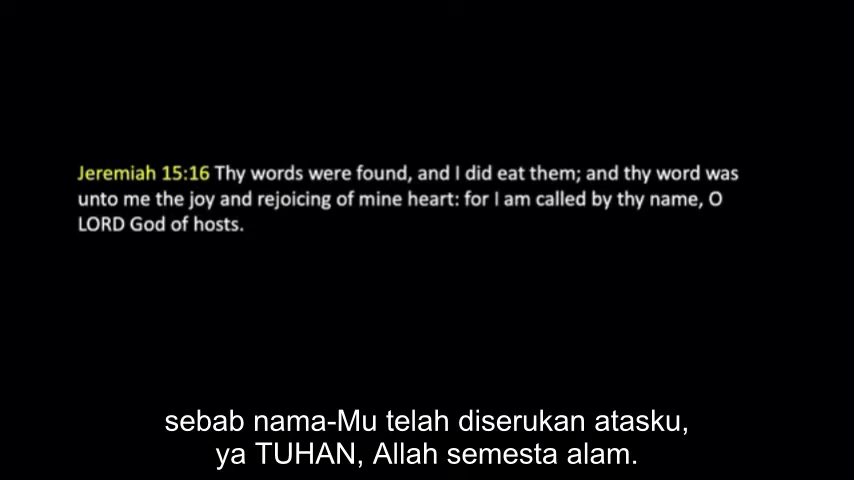 Jeremiah 15:16 Thy words were found, and I did eat them; and thy word was
unto me the joy and rejoicing of mine heart: for I am called by thy name, O
LORD God of hosts.
sebab nama-Mu telah diserukan atasku,
ya TUHAN, Allah semesta alam.